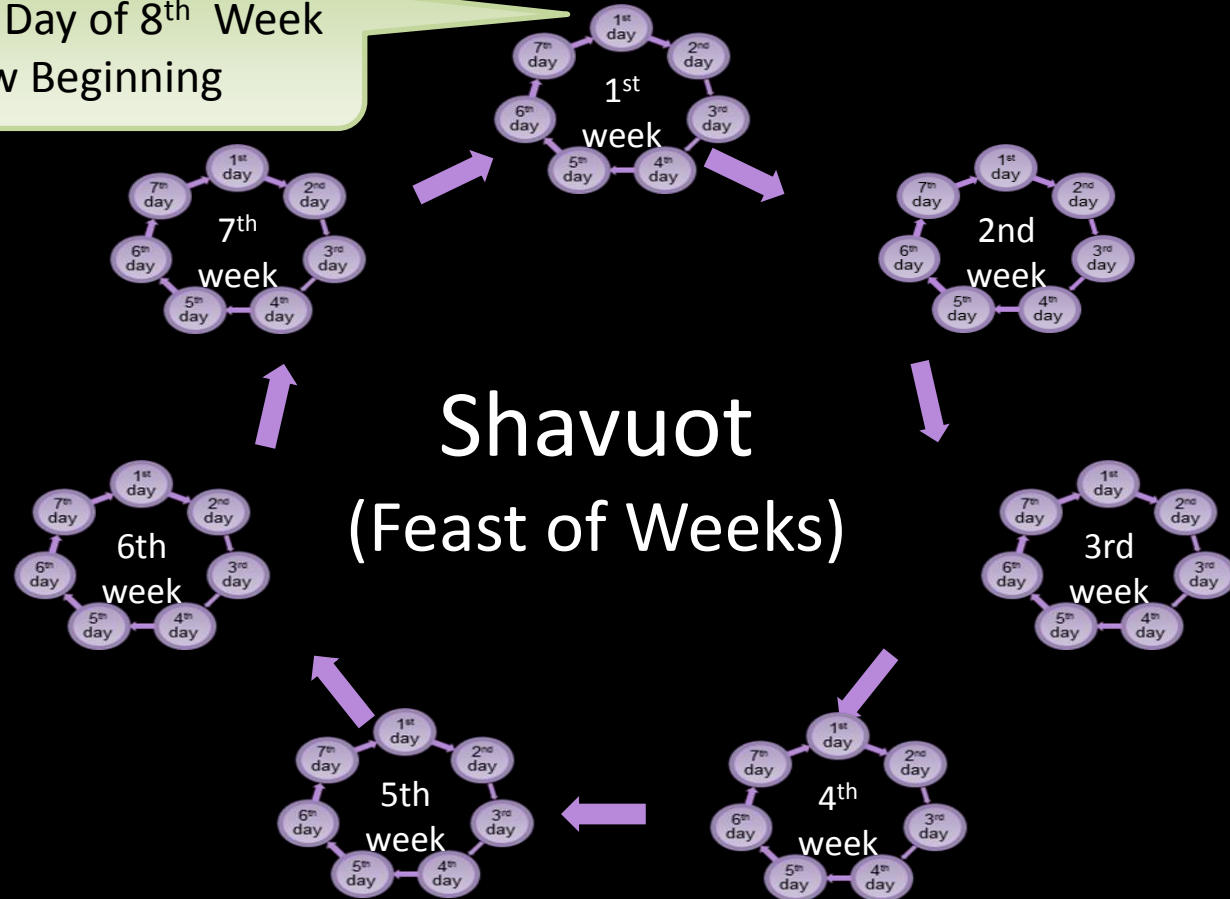 Day of 8th Week
w Beginning
1st day
2nd day
3rd day
4th day
5th day
6th day
7th day
1st
week
1st day
2nd day
3rd day
4th day
5th day
6th day
7th day
2nd
week
1st day
2nd day
3rd day
4th day
5th day
6th day
7th day
3rd
week
1st day
2nd day
3rd day
4th day
5th day
6th day
7th day
4th
week
1st day
2nd day
3rd day
4th day
5th day
6th day
7th day
5th
week
1st day
2nd day
3rd day
4th day
5th day
6th day
7th day
6th
week
1st day
2nd day
3rd day
4th day
5th day
6th day
7th day
7th
week
Shavuot
(Feast of Weeks)